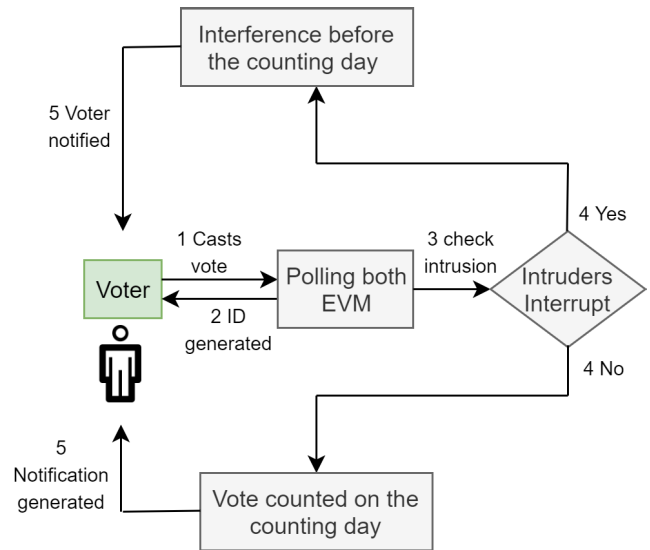 Interference before
the counting day
5 Voter
notified
1 Casts
vote
3 check
intrusion
4 Yes
Voter
Polling both
EVM
Intruders
Interrupt
2 ID
generated
4 No
5
Notification
generated
Vote counted on the
counting day